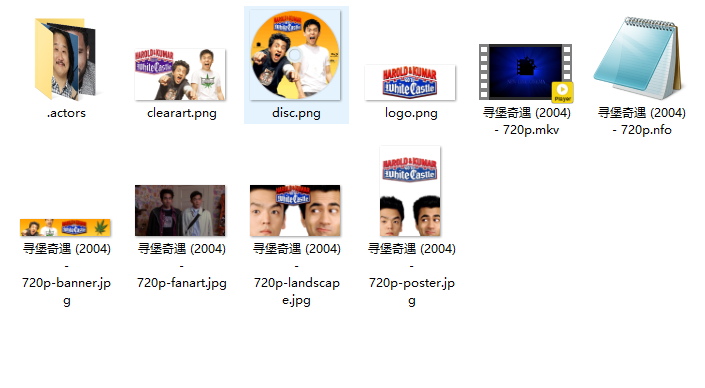 .actors
HAROLD & KUMAR
White Castle
clearart.png
disc.png
HAROLD & KUMAR
White Castle
logo.png
Player
寻堡奇遇 (2004)
- 720p.mkv
寻堡奇遇 (2004)
- 720p.nfo
寻堡奇遇 (2004)
-
720p-banner.jp
g
寻堡奇遇 (2004)
-
720p-fanart.jpg
White Castle
寻堡奇遇 (2004)
-
720p-landscap
e.jpg
HAROLD & KUMAR
White Castle
寻堡奇遇 (2004)
-
720p-poster.jp
g